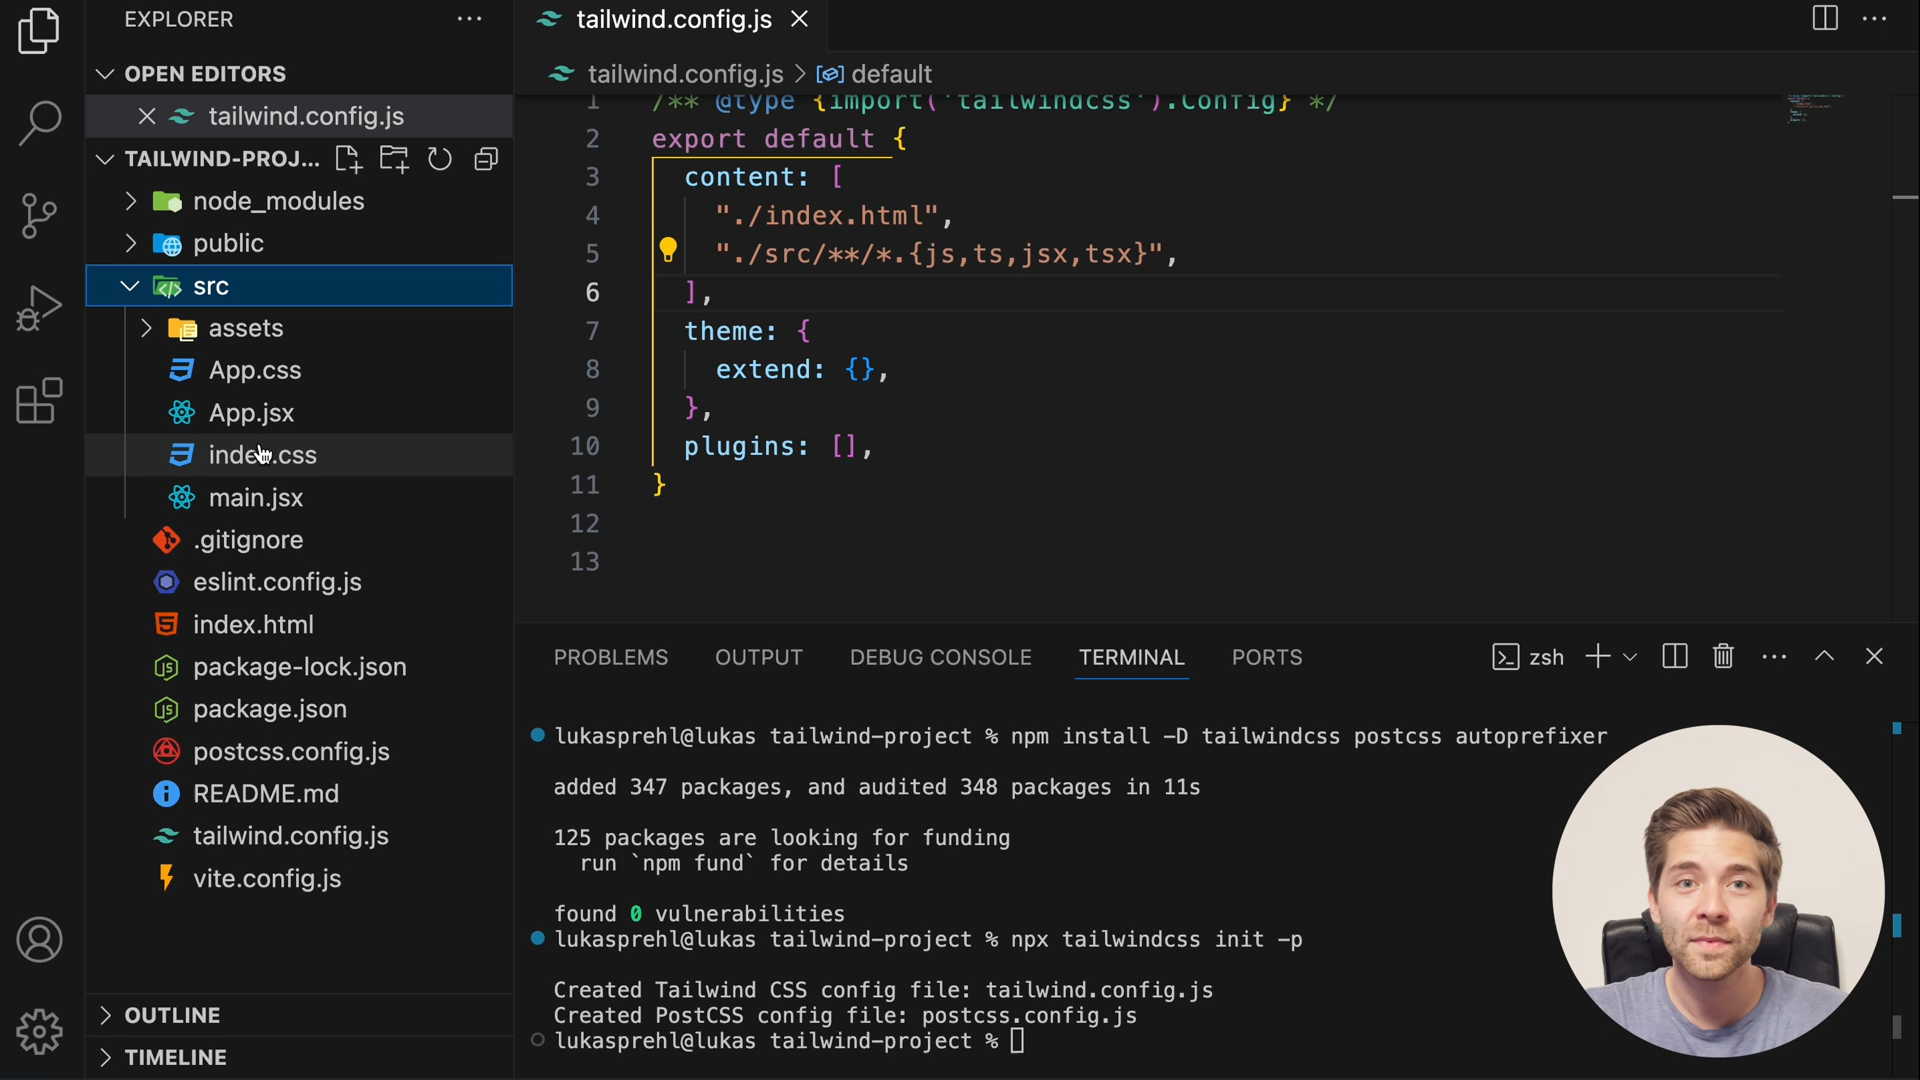 EXPLORER
OPEN EDITORS
tailwind.config.js
TAILWIND-PROJ...
node_modules
public
src
assets
App.css
App.jsx
index.css
main.jsx
.gitignore
eslint.config.js
index.html
package-lock.json
package.json
postcss.config.js
README.md
tailwind.config.js
vite.config.js
OUTLINE
TIMELINE
tailwind.config.js
tailwind.config.js > default
1 /** @type {import('tailwindcss').Config} */
2 export default {
3 content: [
4 "./index.html",
5 "./src/**/*.{js,ts,jsx,tsx}",
6 ],
7 theme: {
8 extend: {},
9 },
10 plugins: [],
11 }
12
13
PROBLEMS OUTPUT DEBUG CONSOLE TERMINAL PORTS zsh
lukasprehl@lukas tailwind-project % npm install -D tailwindcss postcss autoprefixer
added 347 packages, and audited 348 packages in 11s
125 packages are looking for funding
run `npm fund` for details
found 0 vulnerabilities
lukasprehl@lukas tailwind-project % npx tailwindcss init -p
Created Tailwind CSS config file: tailwind.config.js
Created PostCSS config file: postcss.config.js
lukasprehl@lukas tailwind-project %